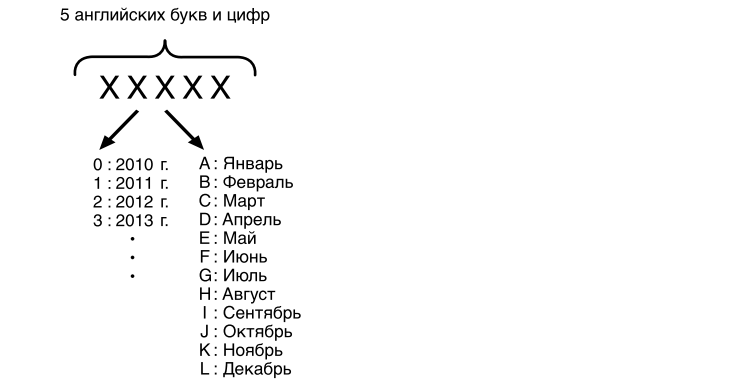 5 английских букв и цифр
XXXXX
0 : 2010 г. A : Январь
1 : 2011 г. B : Февраль
2 : 2012 г. C : Март
3 : 2013 г. D : Апрель
• E : Май
• F : Июнь
• G : Июль
H : Август
I : Сентябрь
J : Октябрь
K : Ноябрь
L : Декабрь